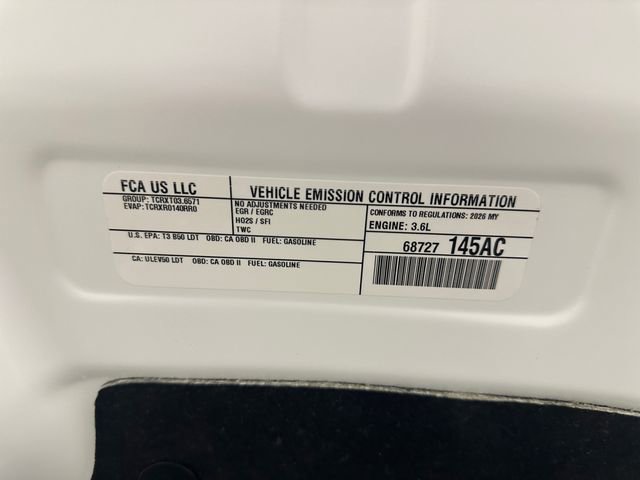 FCA US LLC
GROUP: TCRXT03.6571
EVAP: TCRXR0140RR0
VEHICLE EMISSION CONTROL INFORMATION
NO ADJUSTMENTS NEEDED
EGR / EGRC
HO2S / SFI
TWC
CONFORMS TO REGULATIONS: 2026 MY
ENGINE: 3.6L
U.S. EPA: T3 B50 LDT OBD: CA OBD II FUEL: GASOLINE
CA: ULEV50 LDT OBD: CA OBD II FUEL: GASOLINE
68727 145AC